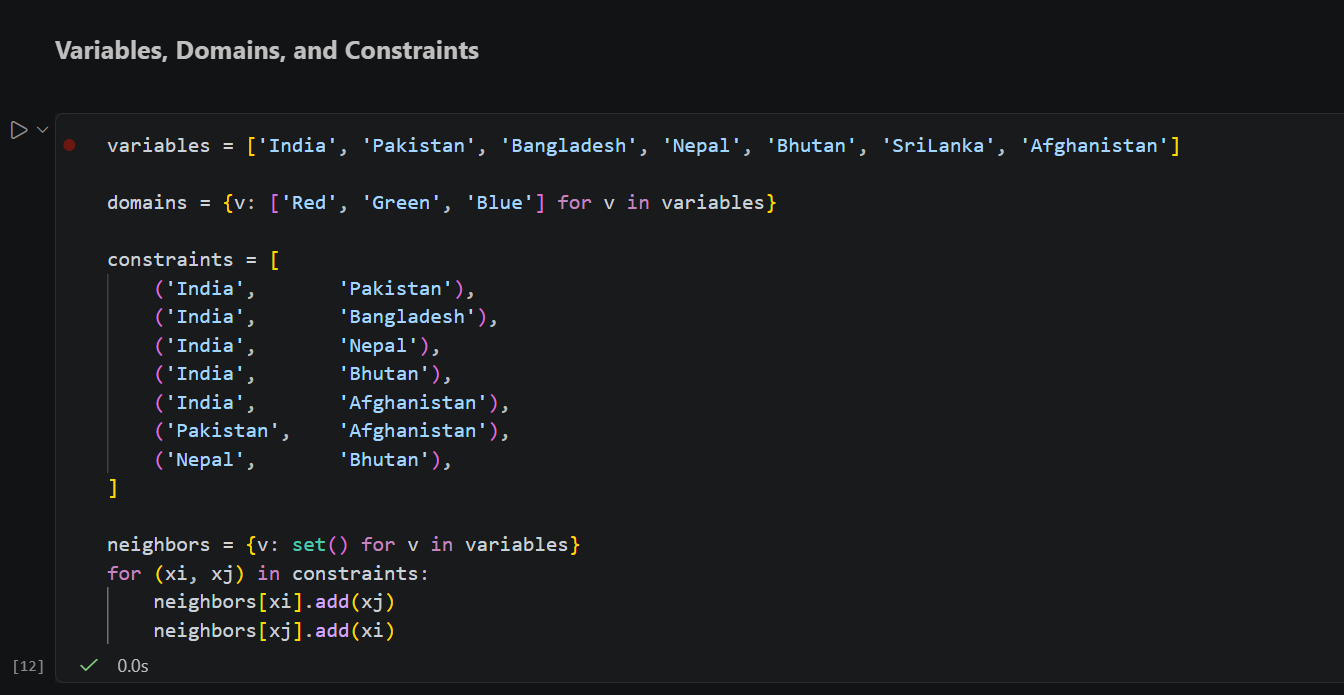 Variables, Domains, and Constraints
variables = ['India', 'Pakistan', 'Bangladesh', 'Nepal', 'Bhutan', 'SriLanka', 'Afghanistan']
domains = {v: ['Red', 'Green', 'Blue'] for v in variables}
constraints = [
    ('India',       'Pakistan'),
    ('India',       'Bangladesh'),
    ('India',       'Nepal'),
    ('India',       'Bhutan'),
    ('India',       'Afghanistan'),
    ('Pakistan',    'Afghanistan'),
    ('Nepal',       'Bhutan'),
]
neighbors = {v: set() for v in variables}
for (xi, xj) in constraints:
    neighbors[xi].add(xj)
    neighbors[xj].add(xi)
[12] 0.0s